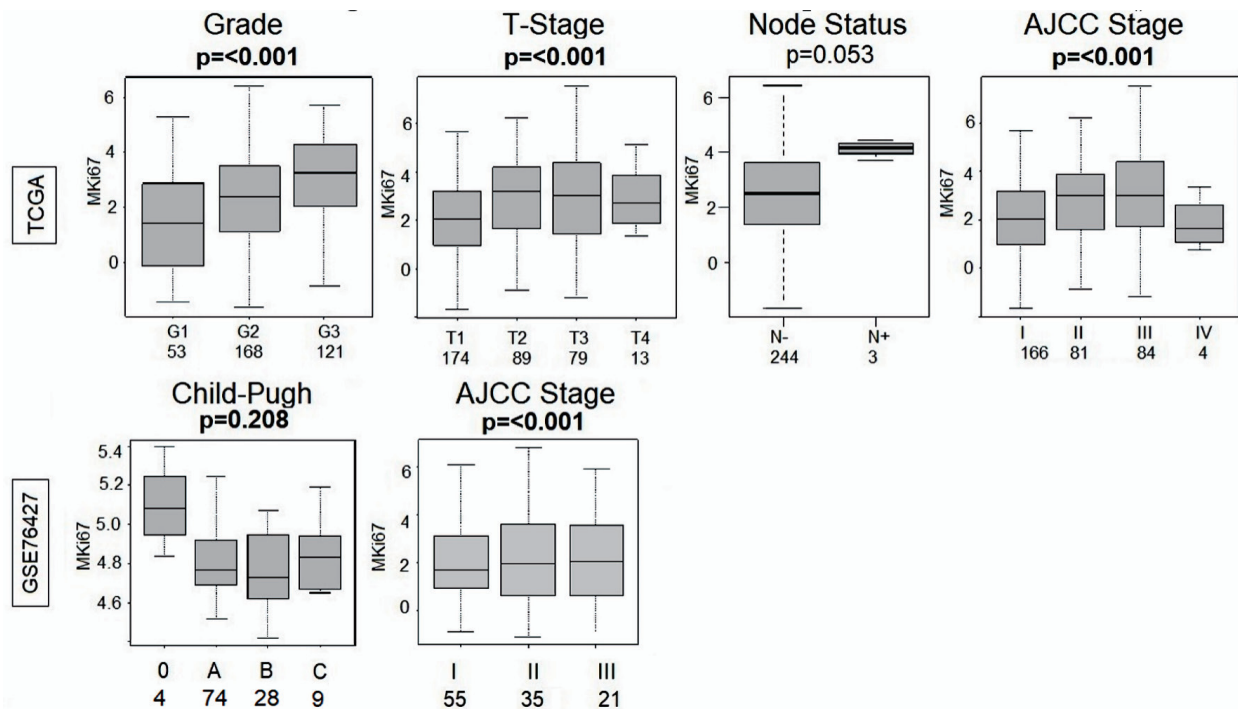 Grade
p=<0.001
T-Stage
p=<0.001
Node Status
p=0.053
AJCC Stage
p=<0.001
TCGA
MKi67
6
4
2
0
G1 G2 G3
53 168 121
MKi67
6
4
2
0
T1 T2 T3 T4
174 89 79 13
MKi67
6
4
2
0
N- N+
244 3
MKi67
6
4
2
0
I II III IV
166 81 84 4
Child-Pugh
p=0.208
AJCC Stage
p=<0.001
GSE76427
MKi67
5.4
5.2
5.0
4.8
4.6
0 A B C
4 74 28 9
MKi67
6
4
2
0
I II III
55 35 21